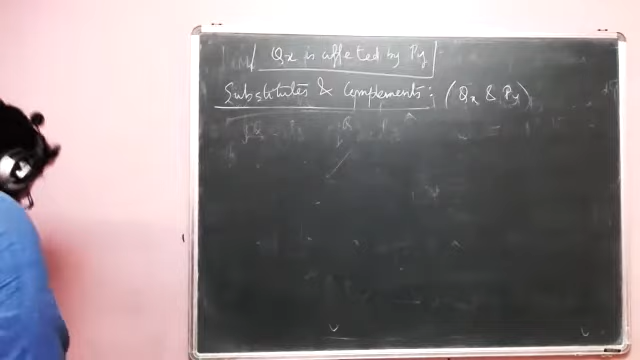 Qx is affected by Py
Substitutes & Complements: (Qx & Py)